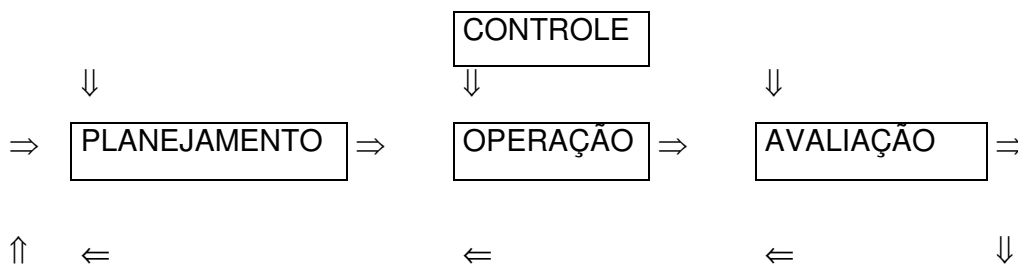 CONTROLE
⇓ ⇓ ⇓
⇒ PLANEJAMENTO ⇒ OPERAÇÃO ⇒ AVALIAÇÃO ⇒
⇑ ⇐ ⇐ ⇐ ⇓